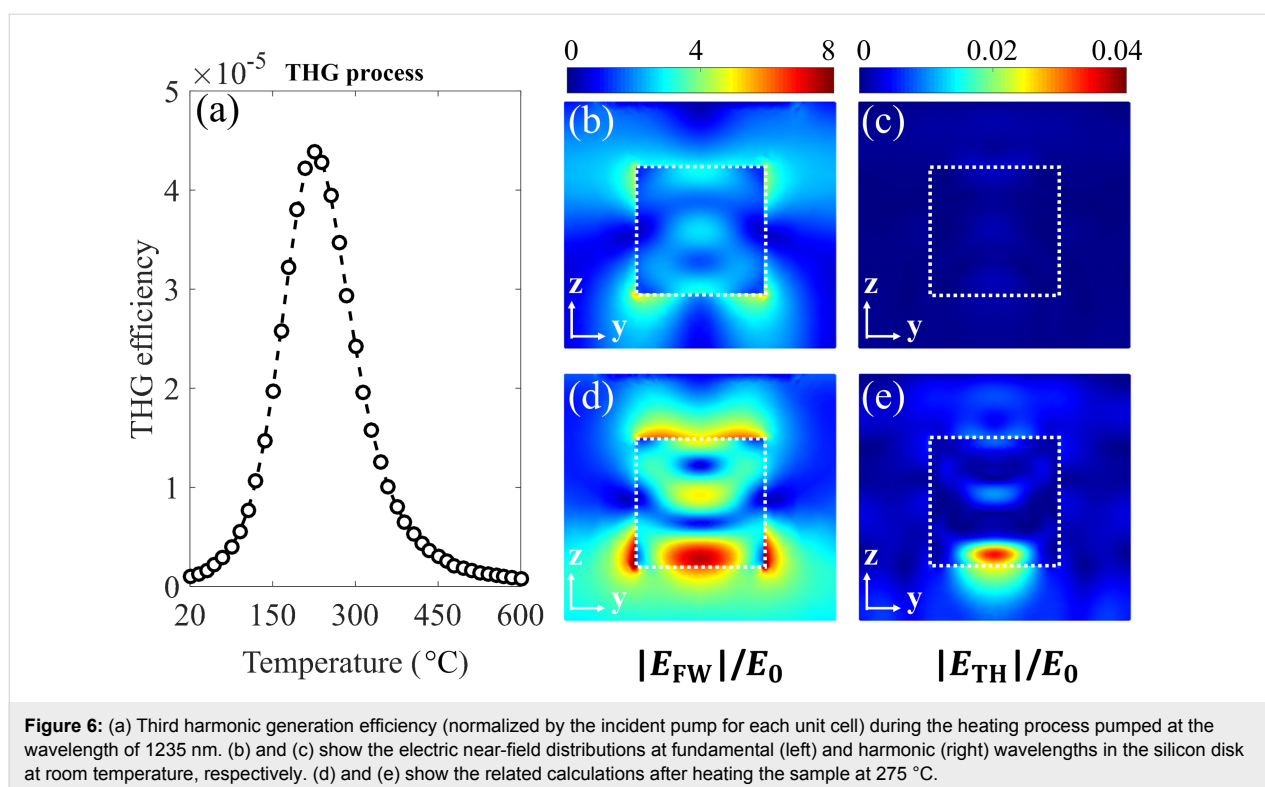 THG process
×10⁻⁵
(a)
5
4
3
2
1
0
THG efficiency
20 150 300 450 600
Temperature (°C)
0 4 8
(b)
z
y
0 0.02 0.04
(c)
z
y
(d)
z
y
(e)
z
y
|E_FW|/E_0
|E_TH|/E_0
Figure 6: (a) Third harmonic generation efficiency (normalized by the incident pump for each unit cell) during the heating process pumped at the
wavelength of 1235 nm. (b) and (c) show the electric near-field distributions at fundamental (left) and harmonic (right) wavelengths in the silicon disk
at room temperature, respectively. (d) and (e) show the related calculations after heating the sample at 275 °C.